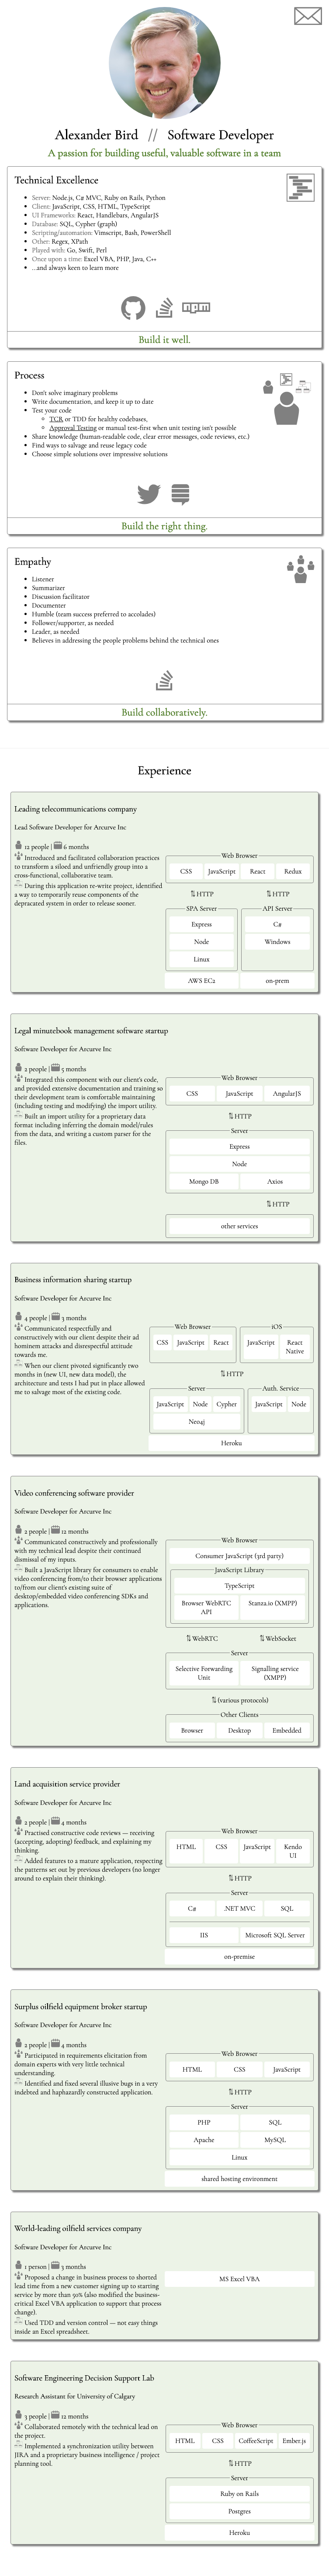 Alexander Bird // Software Developer
A passion for building useful, valuable software in a team
Technical Excellence
Server: Node.js, C# MVC, Ruby on Rails, Python
Client: JavaScript, CSS, HTML, TypeScript
UI Frameworks: React, Handlebars, AngularJS
Database: SQL, Cypher (graph)
Scripting/automation: Vimscript, Bash, PowerShell
Other: Regex, XPath
Played with: Go, Swift, Perl
Once upon a time: Excel VBA, PHP, Java, C++
...and always keen to learn more
npm
Build it well.
Process
Don't solve imaginary problems
Write documentation, and keep it up to date
Test your code
TCR or TDD for healthy codebases,
Approval Testing or manual test-first when unit testing isn't possible
Share knowledge (human-readable code, clear error messages, code reviews, etc.)
Find ways to salvage and reuse legacy code
Choose simple solutions over impressive solutions
Build the right thing.
Empathy
Listener
Summarizer
Discussion facilitator
Documenter
Humble (team success preferred to accolades)
Follower/supporter, as needed
Leader, as needed
Believes in addressing the people problems behind the technical ones
Build collaboratively.
Experience
Leading telecommunications company
Lead Software Developer for Arcurve Inc
12 people | 6 months
Introduced and facilitated collaboration practices
to transform a siloed and unfriendly group into a
cross-functional, collaborative team.
During this application re-write project, identified
a way to temporarily reuse components of the
deprecated system in order to release sooner.
Web Browser
CSS JavaScript React Redux
⇅ HTTP ⇅ HTTP
SPA Server API Server
Express C#
Node Windows
Linux
AWS EC2 on-prem
Legal minutebook management software startup
Software Developer for Arcurve Inc
2 people | 5 months
Integrated this component with our client's code,
and provided extensive documentation and training so
their development team is comfortable maintaining
(including testing and modifying) the import utility.
Built an import utility for a proprietary data
format including inferring the domain model/rules
from the data, and writing a custom parser for the
files.
Web Browser
CSS JavaScript AngularJS
⇅ HTTP
Server
Express
Node
Mongo DB Axios
⇅ HTTP
other services
Business information sharing startup
Software Developer for Arcurve Inc
4 people | 3 months
Communicated respectfully and
constructively with our client despite their ad
hominem attacks and disrespectful attitude
towards me.
When our client pivoted significantly two
months in (new UI, new data model), the
architecture and tests I had put in place allowed
me to salvage most of the existing code.
Web Browser iOS
CSS JavaScript React JavaScript React
Native
⇅ HTTP
Server Auth. Service
JavaScript Node Cypher JavaScript Node
Neo4j
Heroku
Video conferencing software provider
Software Developer for Arcurve Inc
2 people | 12 months
Communicated constructively and professionally
with my technical lead despite their continued
dismissal of my inputs.
Built a JavaScript library for consumers to enable
video conferencing from/to their browser applications
to/from our client's existing suite of
desktop/embedded video conferencing SDKs and
applications.
Web Browser
Consumer JavaScript (3rd party)
JavaScript Library
TypeScript
Browser WebRTC Stanza.io (XMPP)
API
⇅ WebRTC ⇅ WebSocket
Server
Selective Forwarding Signalling service
Unit (XMPP)
⇅ (various protocols)
Other Clients
Browser Desktop Embedded
Land acquisition service provider
Software Developer for Arcurve Inc
2 people | 4 months
Practised constructive code reviews — receiving
(accepting, adopting) feedback, and explaining my
thinking.
Added features to a mature application, respecting
the patterns set out by previous developers (no longer
around to explain their thinking).
Web Browser
HTML CSS JavaScript Kendo
UI
⇅ HTTP
Server
C# .NET MVC SQL
IIS Microsoft SQL Server
on-premise
Surplus oilfield equipment broker startup
Software Developer for Arcurve Inc
2 people | 4 months
Participated in requirements elicitation from
domain experts with very little technical
understanding.
Identified and fixed several illusive bugs in a very
indebted and haphazardly constructed application.
Web Browser
HTML CSS JavaScript
⇅ HTTP
Server
PHP SQL
Apache MySQL
Linux
shared hosting environment
World-leading oilfield services company
Software Developer for Arcurve Inc
1 person | 3 months
Proposed a change in business process to shorted
lead time from a new customer signing up to starting
service by more than 50% (also modified the business-
critical Excel VBA application to support that process
change).
Used TDD and version control — not easy things
inside an Excel spreadsheet.
MS Excel VBA
Software Engineering Decision Support Lab
Research Assistant for University of Calgary
3 people | 12 months
Collaborated remotely with the technical lead on
the project.
Implemented a synchronization utility between
JIRA and a proprietary business intelligence / project
planning tool.
Web Browser
HTML CSS CoffeeScript Ember.js
⇅ HTTP
Server
Ruby on Rails
Postgres
Heroku